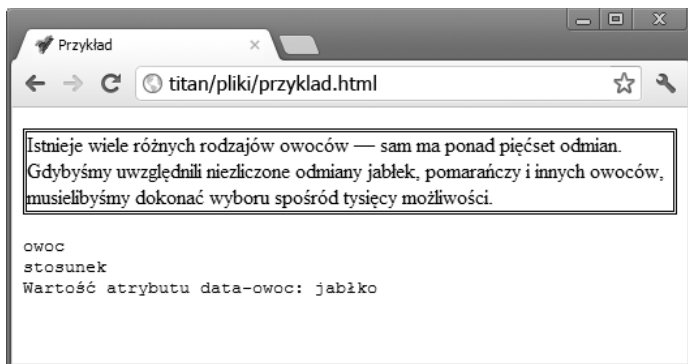 Przykład
titan/pliki/przyklad.html
Istnieje wiele różnych rodzajów owoców — sam ma ponad pięćset odmian.
Gdybyśmy uwzględnili niezliczone odmiany jabłek, pomarańczy i innych owoców,
musielibyśmy dokonać wyboru spośród tysięcy możliwości.
owoc
stosunek
Wartość atrybutu data-owoc: jabłko